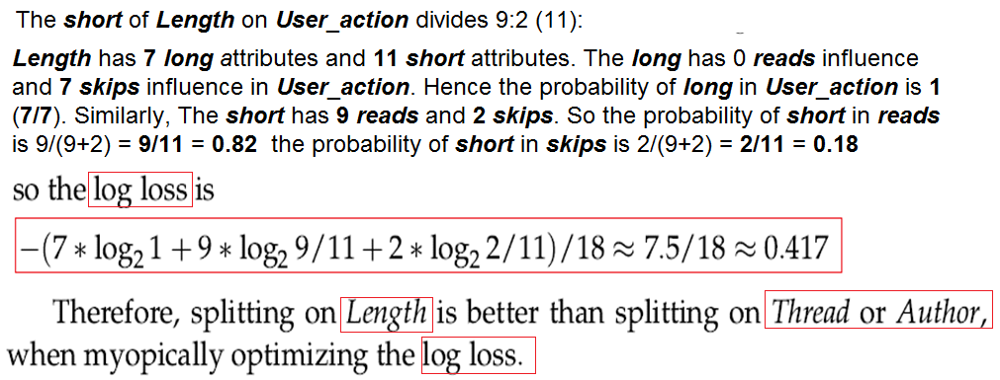 The short of Length on User_action divides 9:2 (11):
Length has 7 long attributes and 11 short attributes. The long has 0 reads influence
and 7 skips influence in User_action. Hence the probability of long in User_action is 1
(7/7). Similarly, The short has 9 reads and 2 skips. So the probability of short in reads
is 9/(9+2) = 9/11 = 0.82 the probability of short in skips is 2/(9+2) = 2/11 = 0.18
so the log loss is
−(7 ∗ log₂ 1 + 9 ∗ log₂ 9/11 + 2 ∗ log₂ 2/11)/18 ≈ 7.5/18 ≈ 0.417
Therefore, splitting on Length is better than splitting on Thread or Author,
when myopically optimizing the log loss.